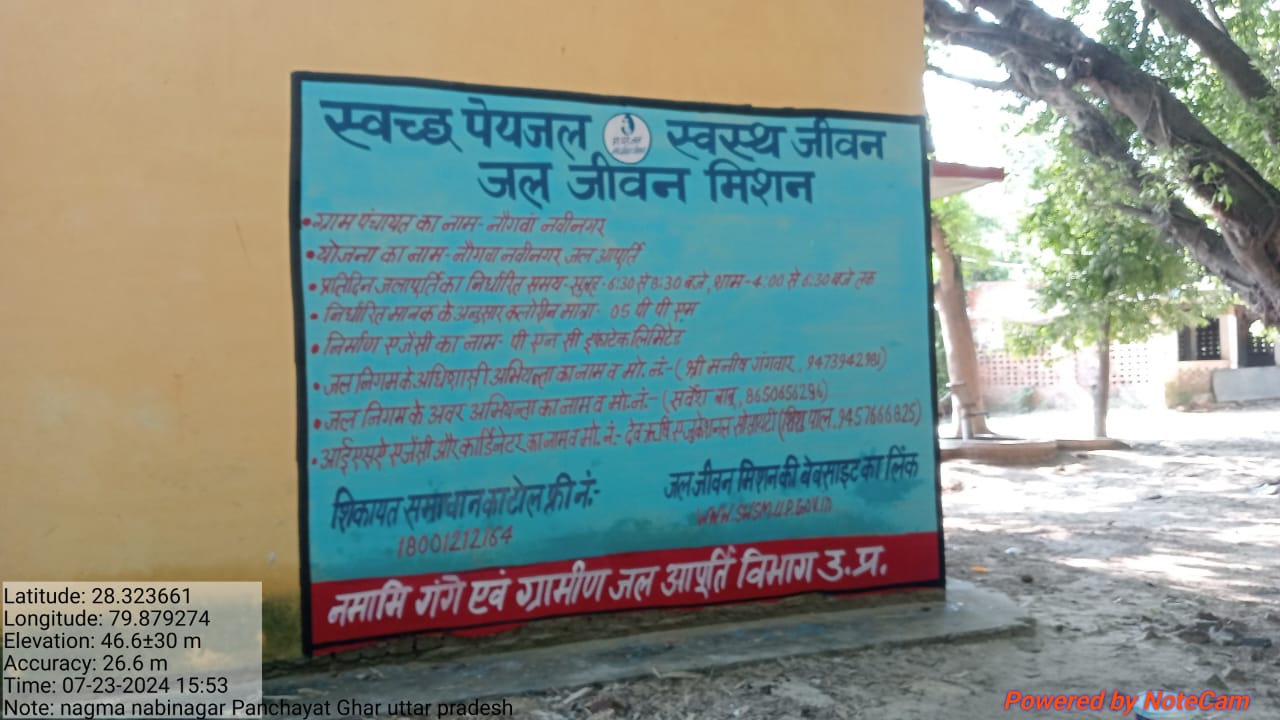 स्वच्छ पेयजल स्वस्थ जीवन
जल जीवन मिशन
• ग्राम पंचायत का नाम- नौगवां नवीनगर
• योजना का नाम- नौगवा नवीनगर जल आपूर्ति
• प्रतिदिन जलापूर्ति का निर्धारित समय- सुबह- 6:30 से 8:30 बजे, शाम- 4:00 से 6:30 बजे तक
• निर्धारित मानक के अनुसार क्लोरीन मात्रा- 05 पी पी एम
• निर्माण एजेंसी का नाम- पी एन सी इंफ्राटेक लिमिटेड
• जल निगम के अधिशासी अभियन्ता का नाम व मो. नं.- (श्री मनीष गंगवार, 9473942981)
• जल निगम के अवर अभियन्ता का नाम व मो. नं.- (सर्वेश बाबू, 8650656296)
• आईएसए एजेंसी और कार्डिनेटर का नाम व मो. नं.- देव ऋषि एजुकेशनल सोसायटी (शिशु पाल, 9457666825)
शिकायत समाधान का टोल फ्री नं:-
18001212164
जल जीवन मिशन की बेवसाइट का लिंक
WWW.SWSM.U.P.GOV.IN
नमामि गंगे एवं ग्रामीण जल आपूर्ति विभाग उ.प्र.
Latitude: 28.323661
Longitude: 79.879274
Elevation: 46.6±30 m
Accuracy: 26.6 m
Time: 07-23-2024 15:53
Note: nagma nabinagar Panchayat Ghar uttar pradesh
Powered by NoteCam